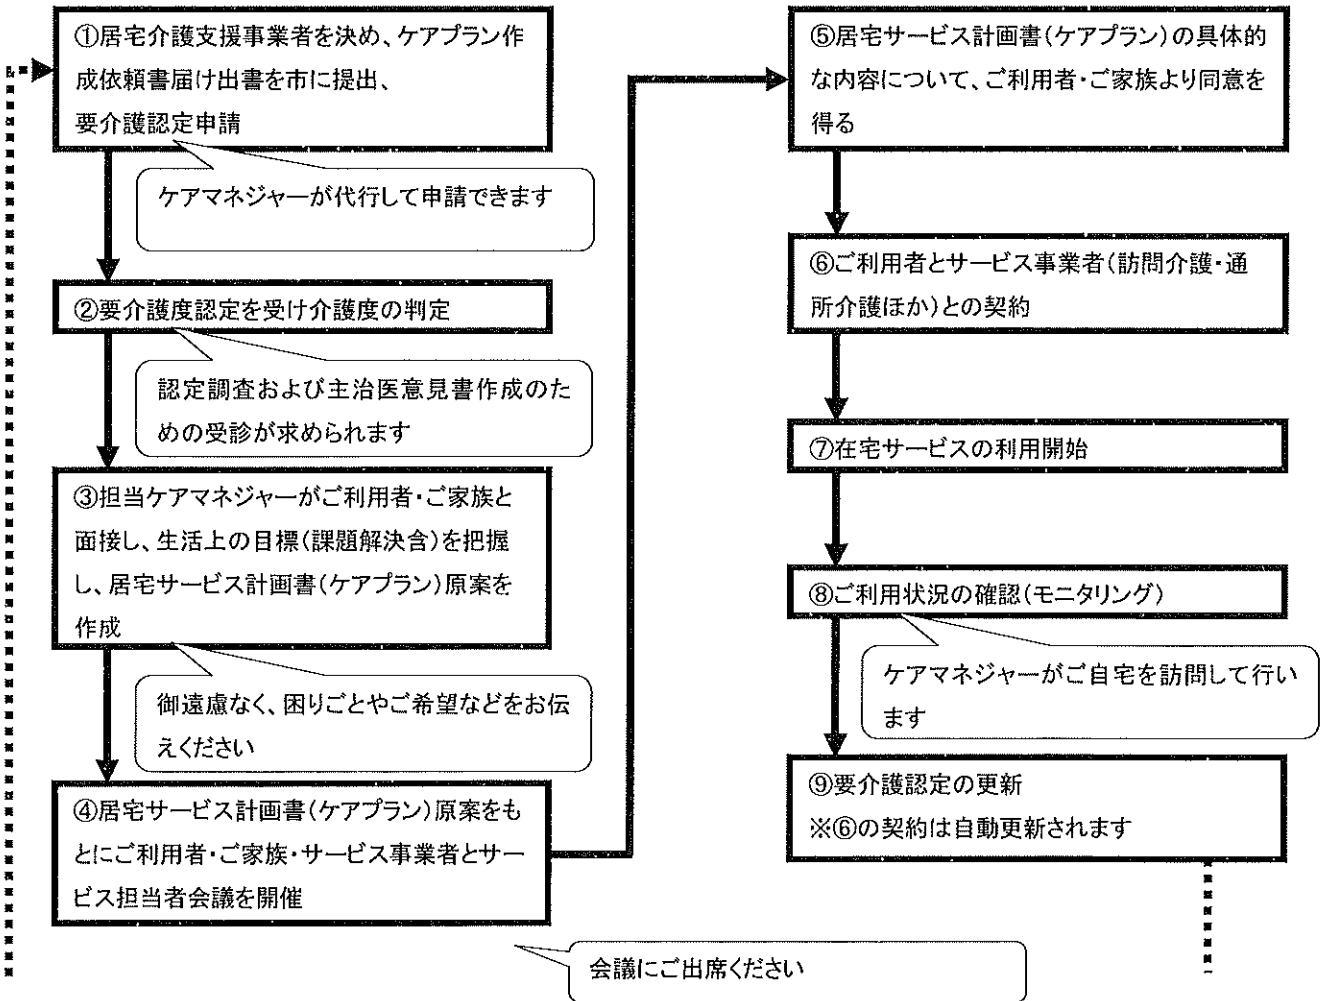 ①居宅介護支援事業者を決め、ケアプラン作
成依頼書届け出書を市に提出、
要介護認定申請
ケアマネジャーが代行して申請できます
②要介護度認定を受け介護度の判定
認定調査および主治医意見書作成のた
めの受診が求められます
③担当ケアマネジャーがご利用者・ご家族と
面接し、生活上の目標(課題解決含)を把握
し、居宅サービス計画書(ケアプラン)原案を
作成
御遠慮なく、困りごとやご希望などをお伝
えください
④居宅サービス計画書(ケアプラン)原案をも
とにご利用者・ご家族・サービス事業者とサー
ビス担当者会議を開催
会議にご出席ください
⑤居宅サービス計画書(ケアプラン)の具体的
な内容について、ご利用者・ご家族より同意を
得る
⑥ご利用者とサービス事業者(訪問介護・通
所介護ほか)との契約
⑦在宅サービスの利用開始
⑧ご利用状況の確認(モニタリング)
ケアマネジャーがご自宅を訪問して行い
ます
⑨要介護認定の更新
※⑥の契約は自動更新されます